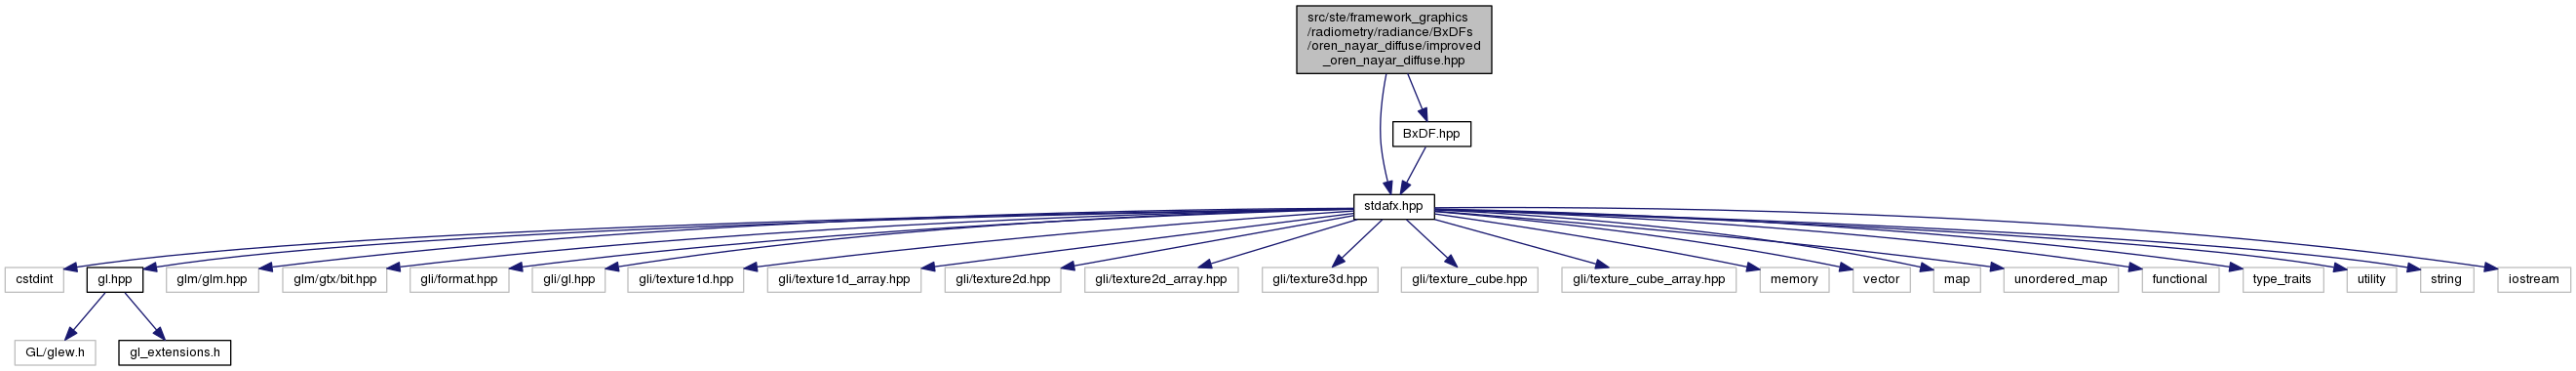 src/ste/framework_graphics
/radiometry/radiance/BxDFs
/oren_nayar_diffuse/improved
_oren_nayar_diffuse.hpp
BxDF.hpp
stdafx.hpp
cstdint
gl.hpp
glm/glm.hpp
glm/gtx/bit.hpp
gli/format.hpp
gli/gl.hpp
gli/texture1d.hpp
gli/texture1d_array.hpp
gli/texture2d.hpp
gli/texture2d_array.hpp
gli/texture3d.hpp
gli/texture_cube.hpp
gli/texture_cube_array.hpp
memory
vector
map
unordered_map
functional
type_traits
utility
string
iostream
GL/glew.h
gl_extensions.h